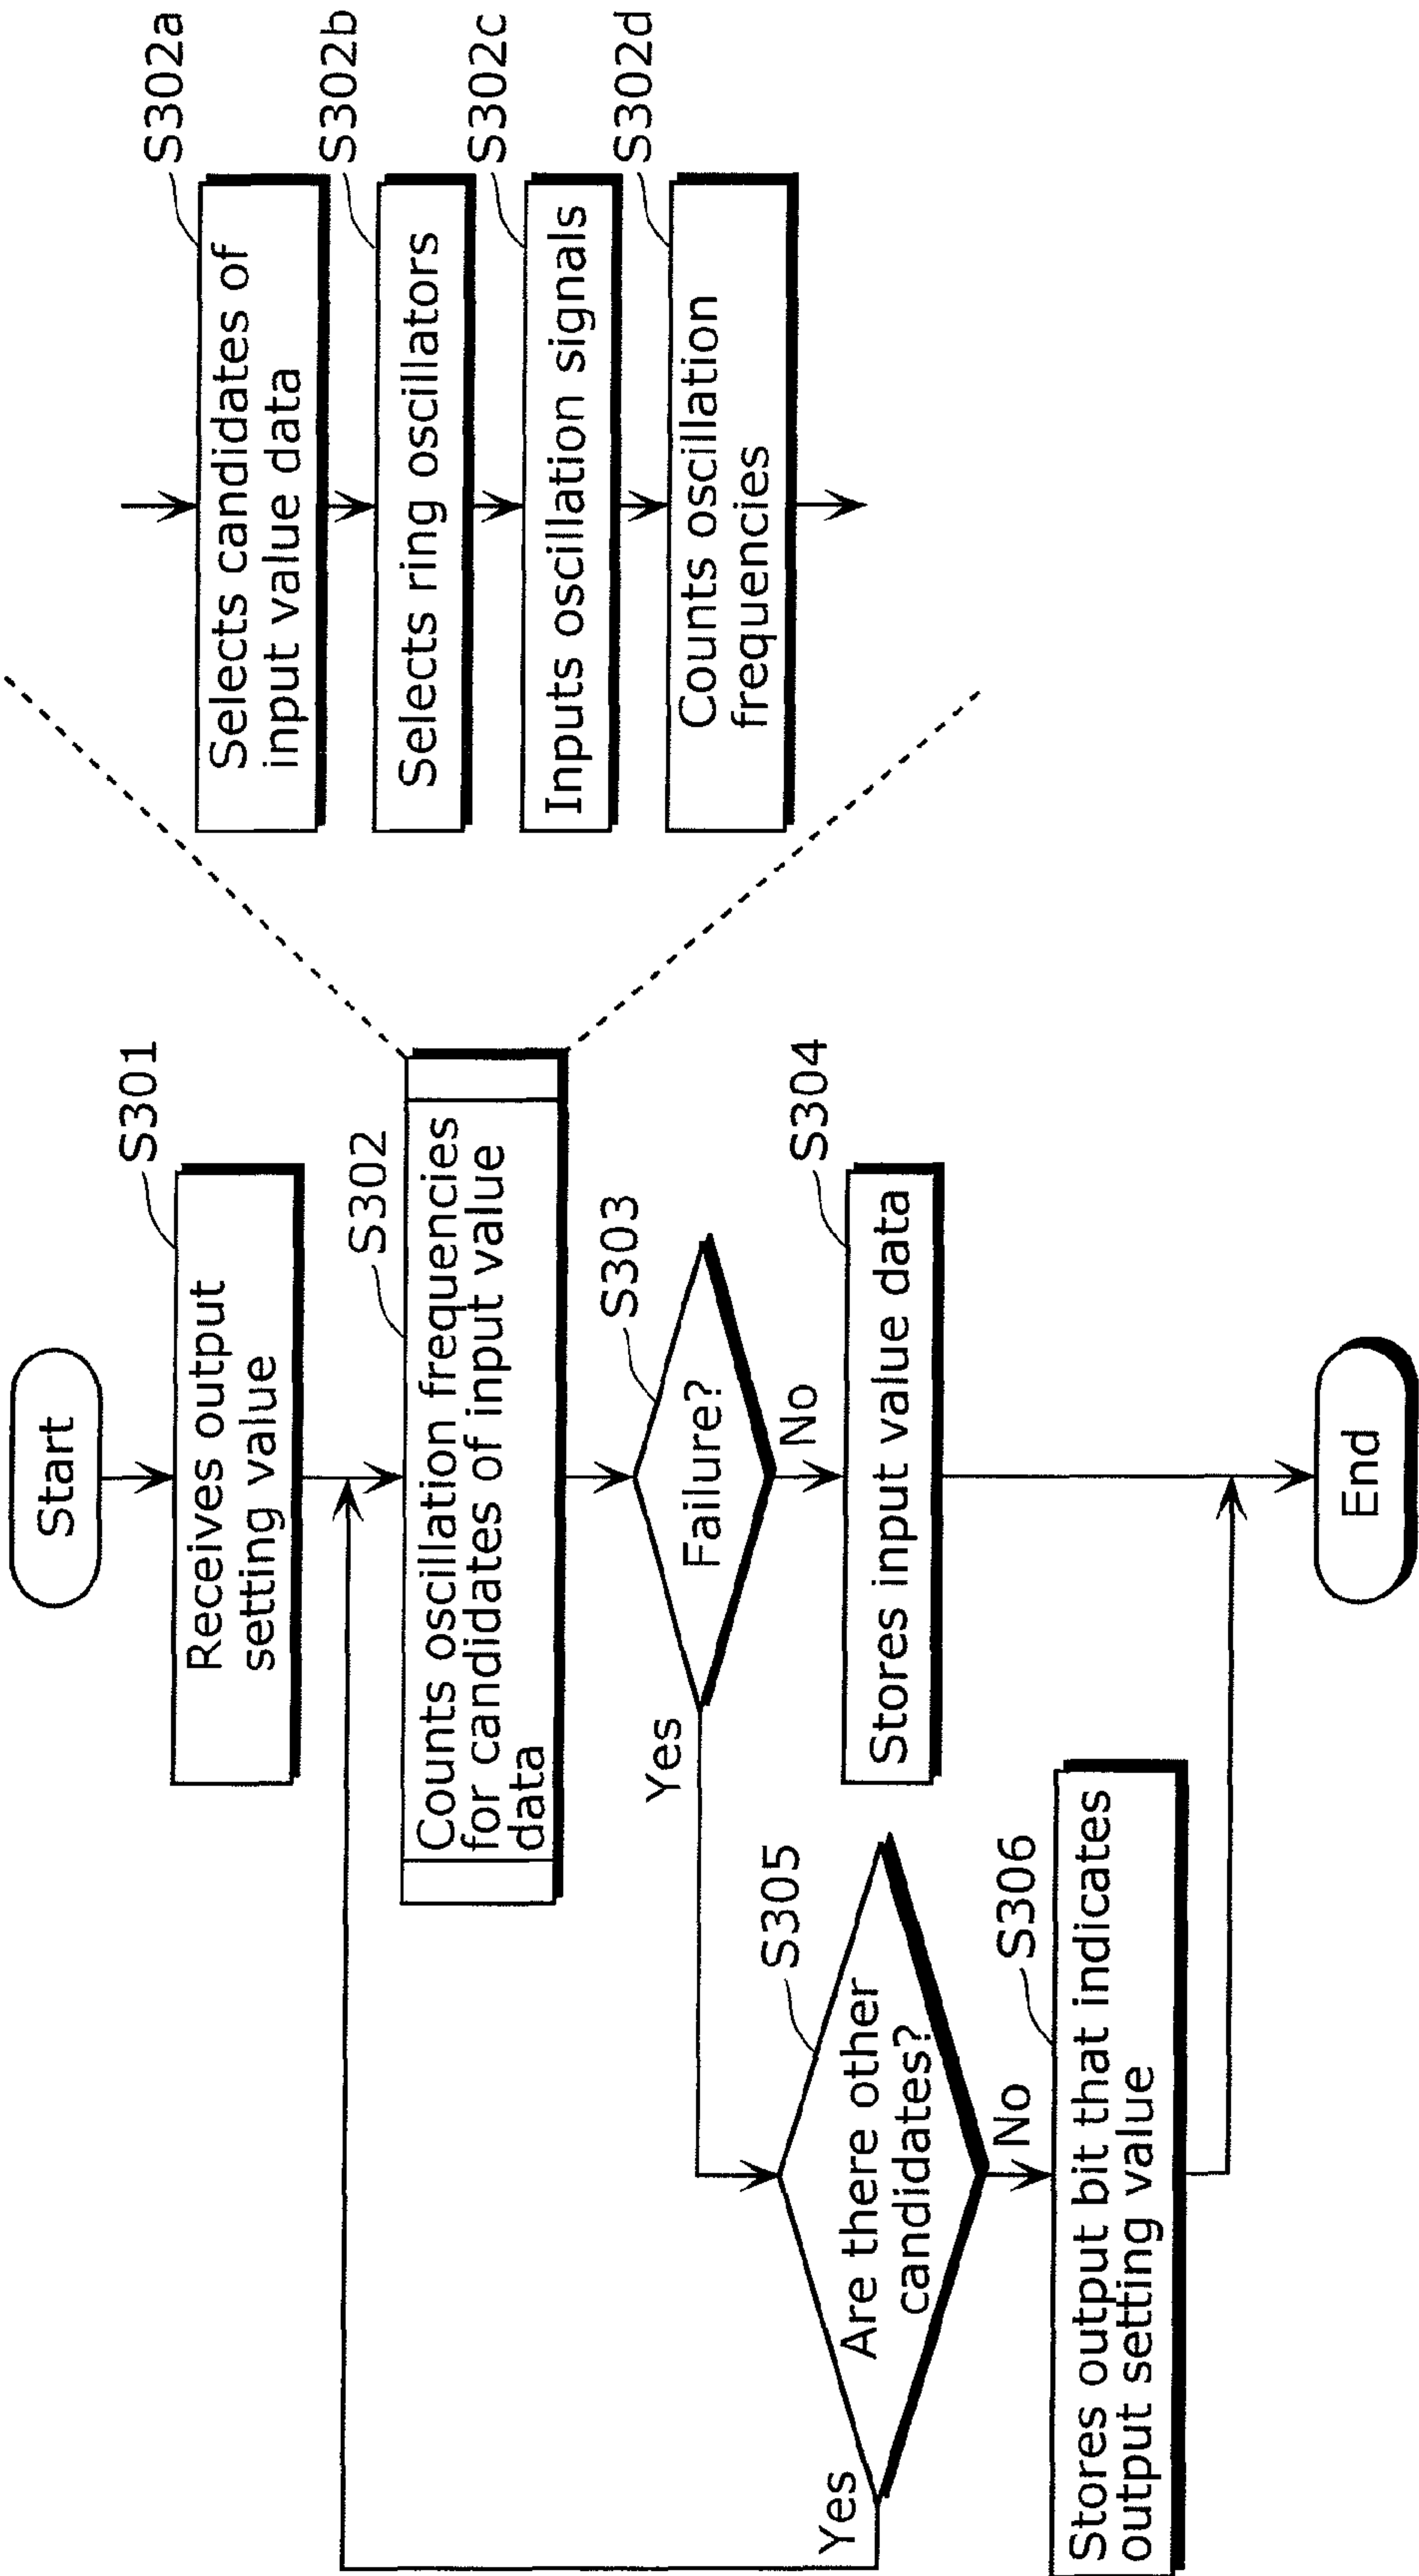 Start
S301
Receives output
setting value
S302
Counts oscillation frequencies
for candidates of input value
data
S303
Failure?
Yes
No
S304
Stores input value data
S305
Are there other
candidates?
Yes
No
S306
Stores output bit that indicates
output setting value
End
S302a
Selects candidates of
input value data
S302b
Selects ring oscillators
S302c
Inputs oscillation signals
S302d
Counts oscillation
frequencies